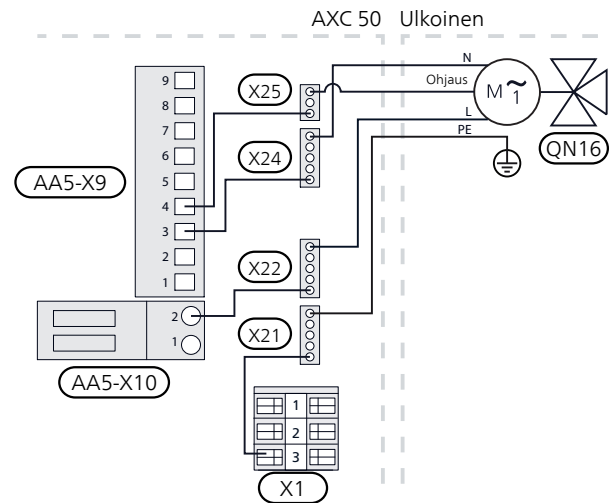 AXC 50 Ulkoinen
N
9 X25 Ohjaus M ~ 1
8
7 L
X24 PE
6 QN16
5
AA5-X9
4
3
2 X22
1
2 X21
1
AA5-X10
1
2
3
X1